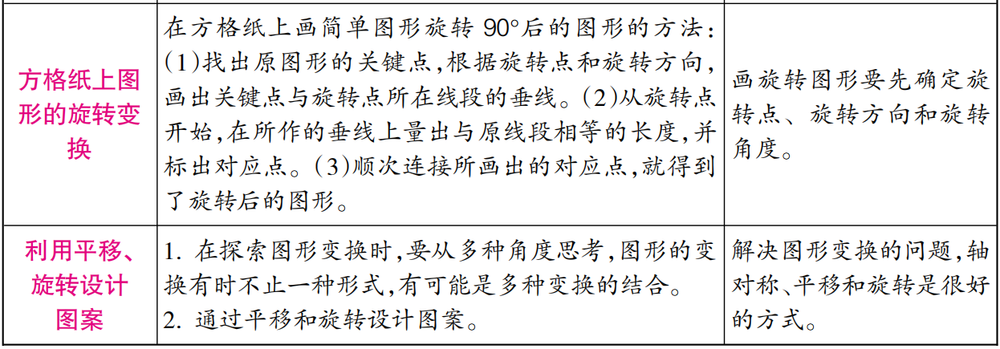 方格纸上图
形的旋转变
换
在方格纸上画简单图形旋转 90°后的图形的方法：
(1)找出原图形的关键点，根据旋转点和旋转方向，
画出关键点与旋转点所在线段的垂线。(2)从旋转点
开始，在所作的垂线上量出与原线段相等的长度，并
标出对应点。(3)顺次连接所画出的对应点，就得到
了旋转后的图形。
画旋转图形要先确定旋
转点、旋转方向和旋转
角度。
利用平移、
旋转设计
图案
1. 在探索图形变换时，要从多种角度思考，图形的变
换有时不止一种形式，有可能是多种变换的结合。
2. 通过平移和旋转设计图案。
解决图形变换的问题，轴
对称、平移和旋转是很好
的方式。